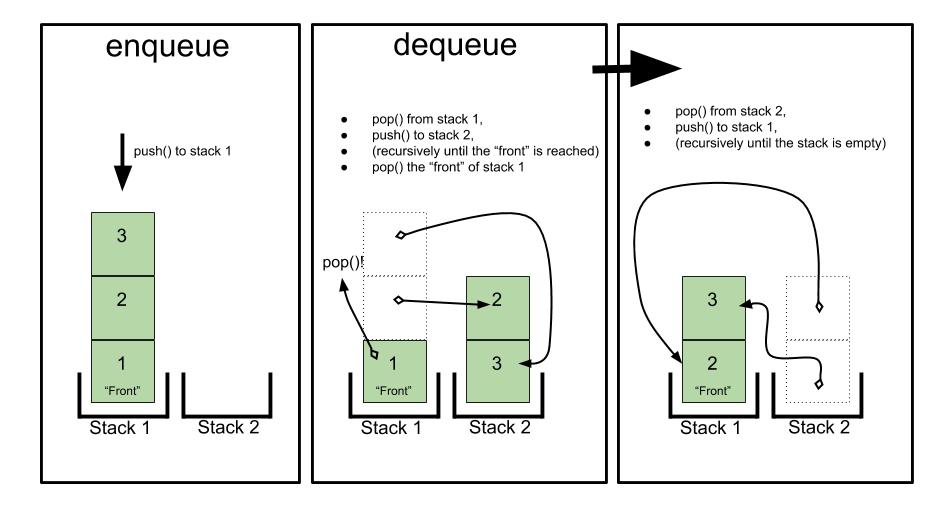 enqueue
push() to stack 1
3
2
1
“Front”
Stack 1
Stack 2
dequeue
pop() from stack 1,
push() to stack 2,
(recursively until the “front” is reached)
pop() the “front” of stack 1
pop()!
2
1
3
“Front”
Stack 1
Stack 2
pop() from stack 2,
push() to stack 1,
(recursively until the stack is empty)
3
2
“Front”
Stack 1
Stack 2